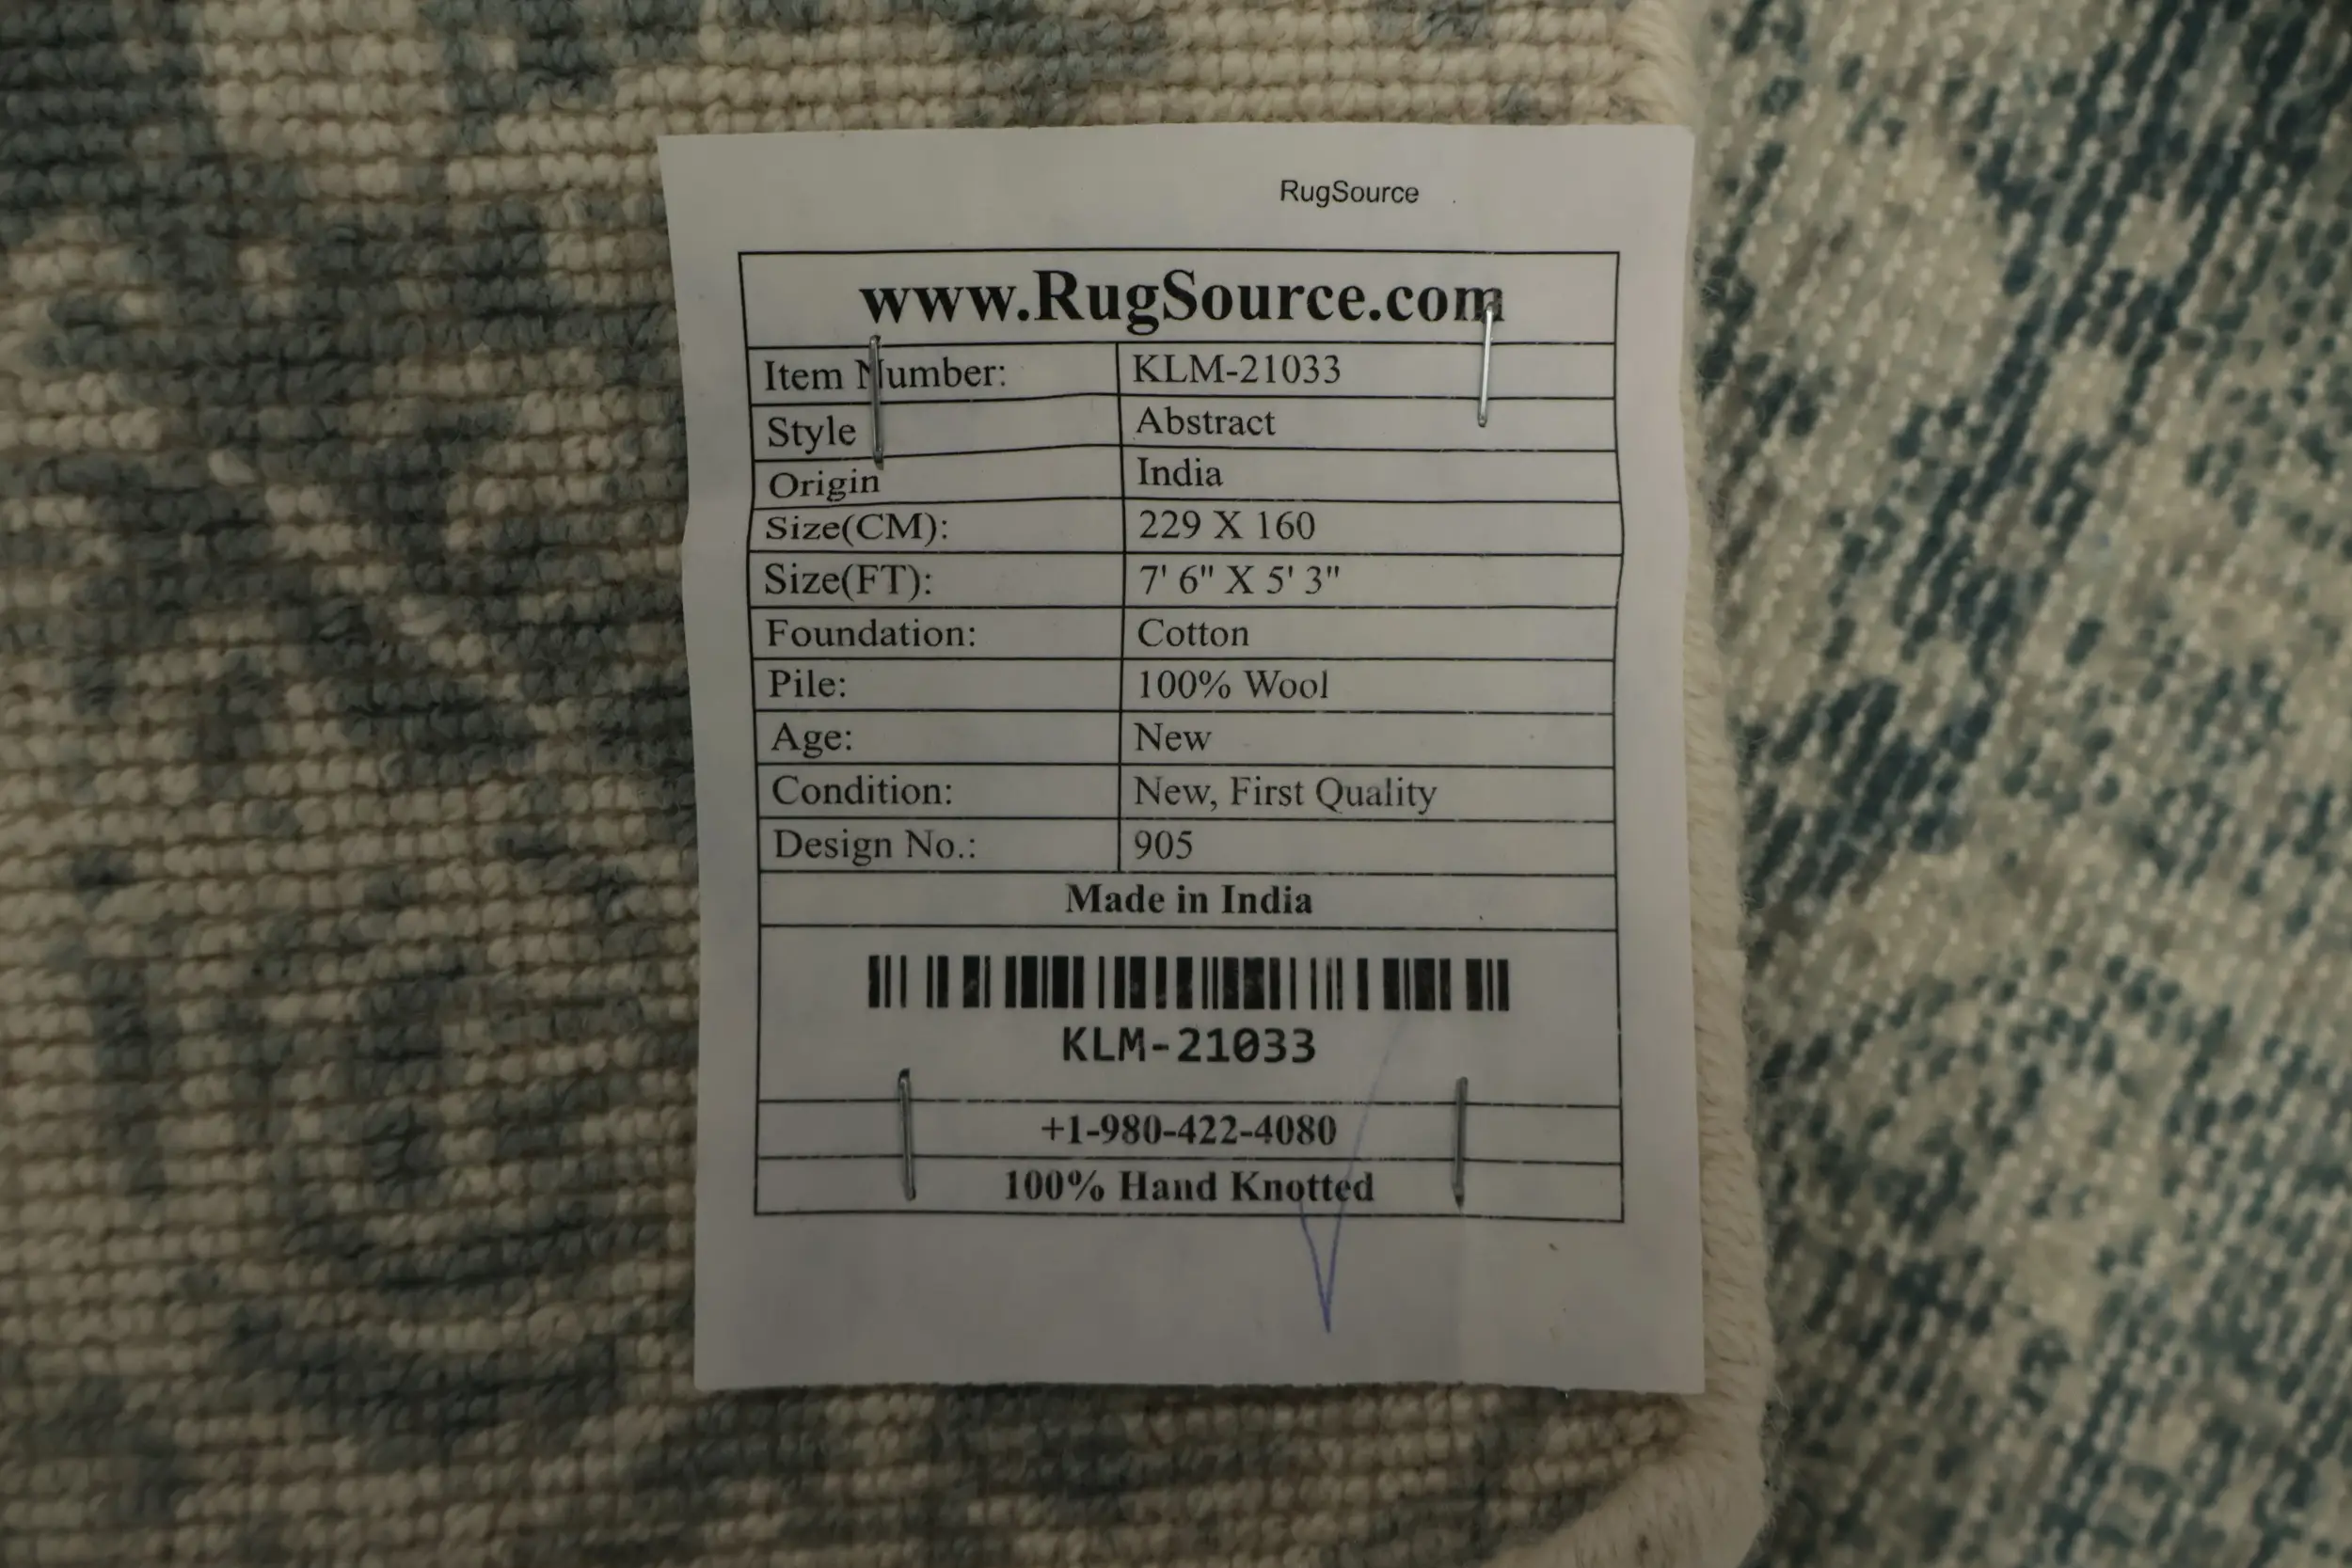 RugSource
www.RugSource.com
Item Number: KLM-21033
Style Abstract
Origin India
Size(CM): 229 X 160
Size(FT): 7' 6" X 5' 3"
Foundation: Cotton
Pile: 100% Wool
Age: New
Condition: New, First Quality
Design No.: 905
Made in India
KLM-21033
+1-980-422-4080
100% Hand Knotted